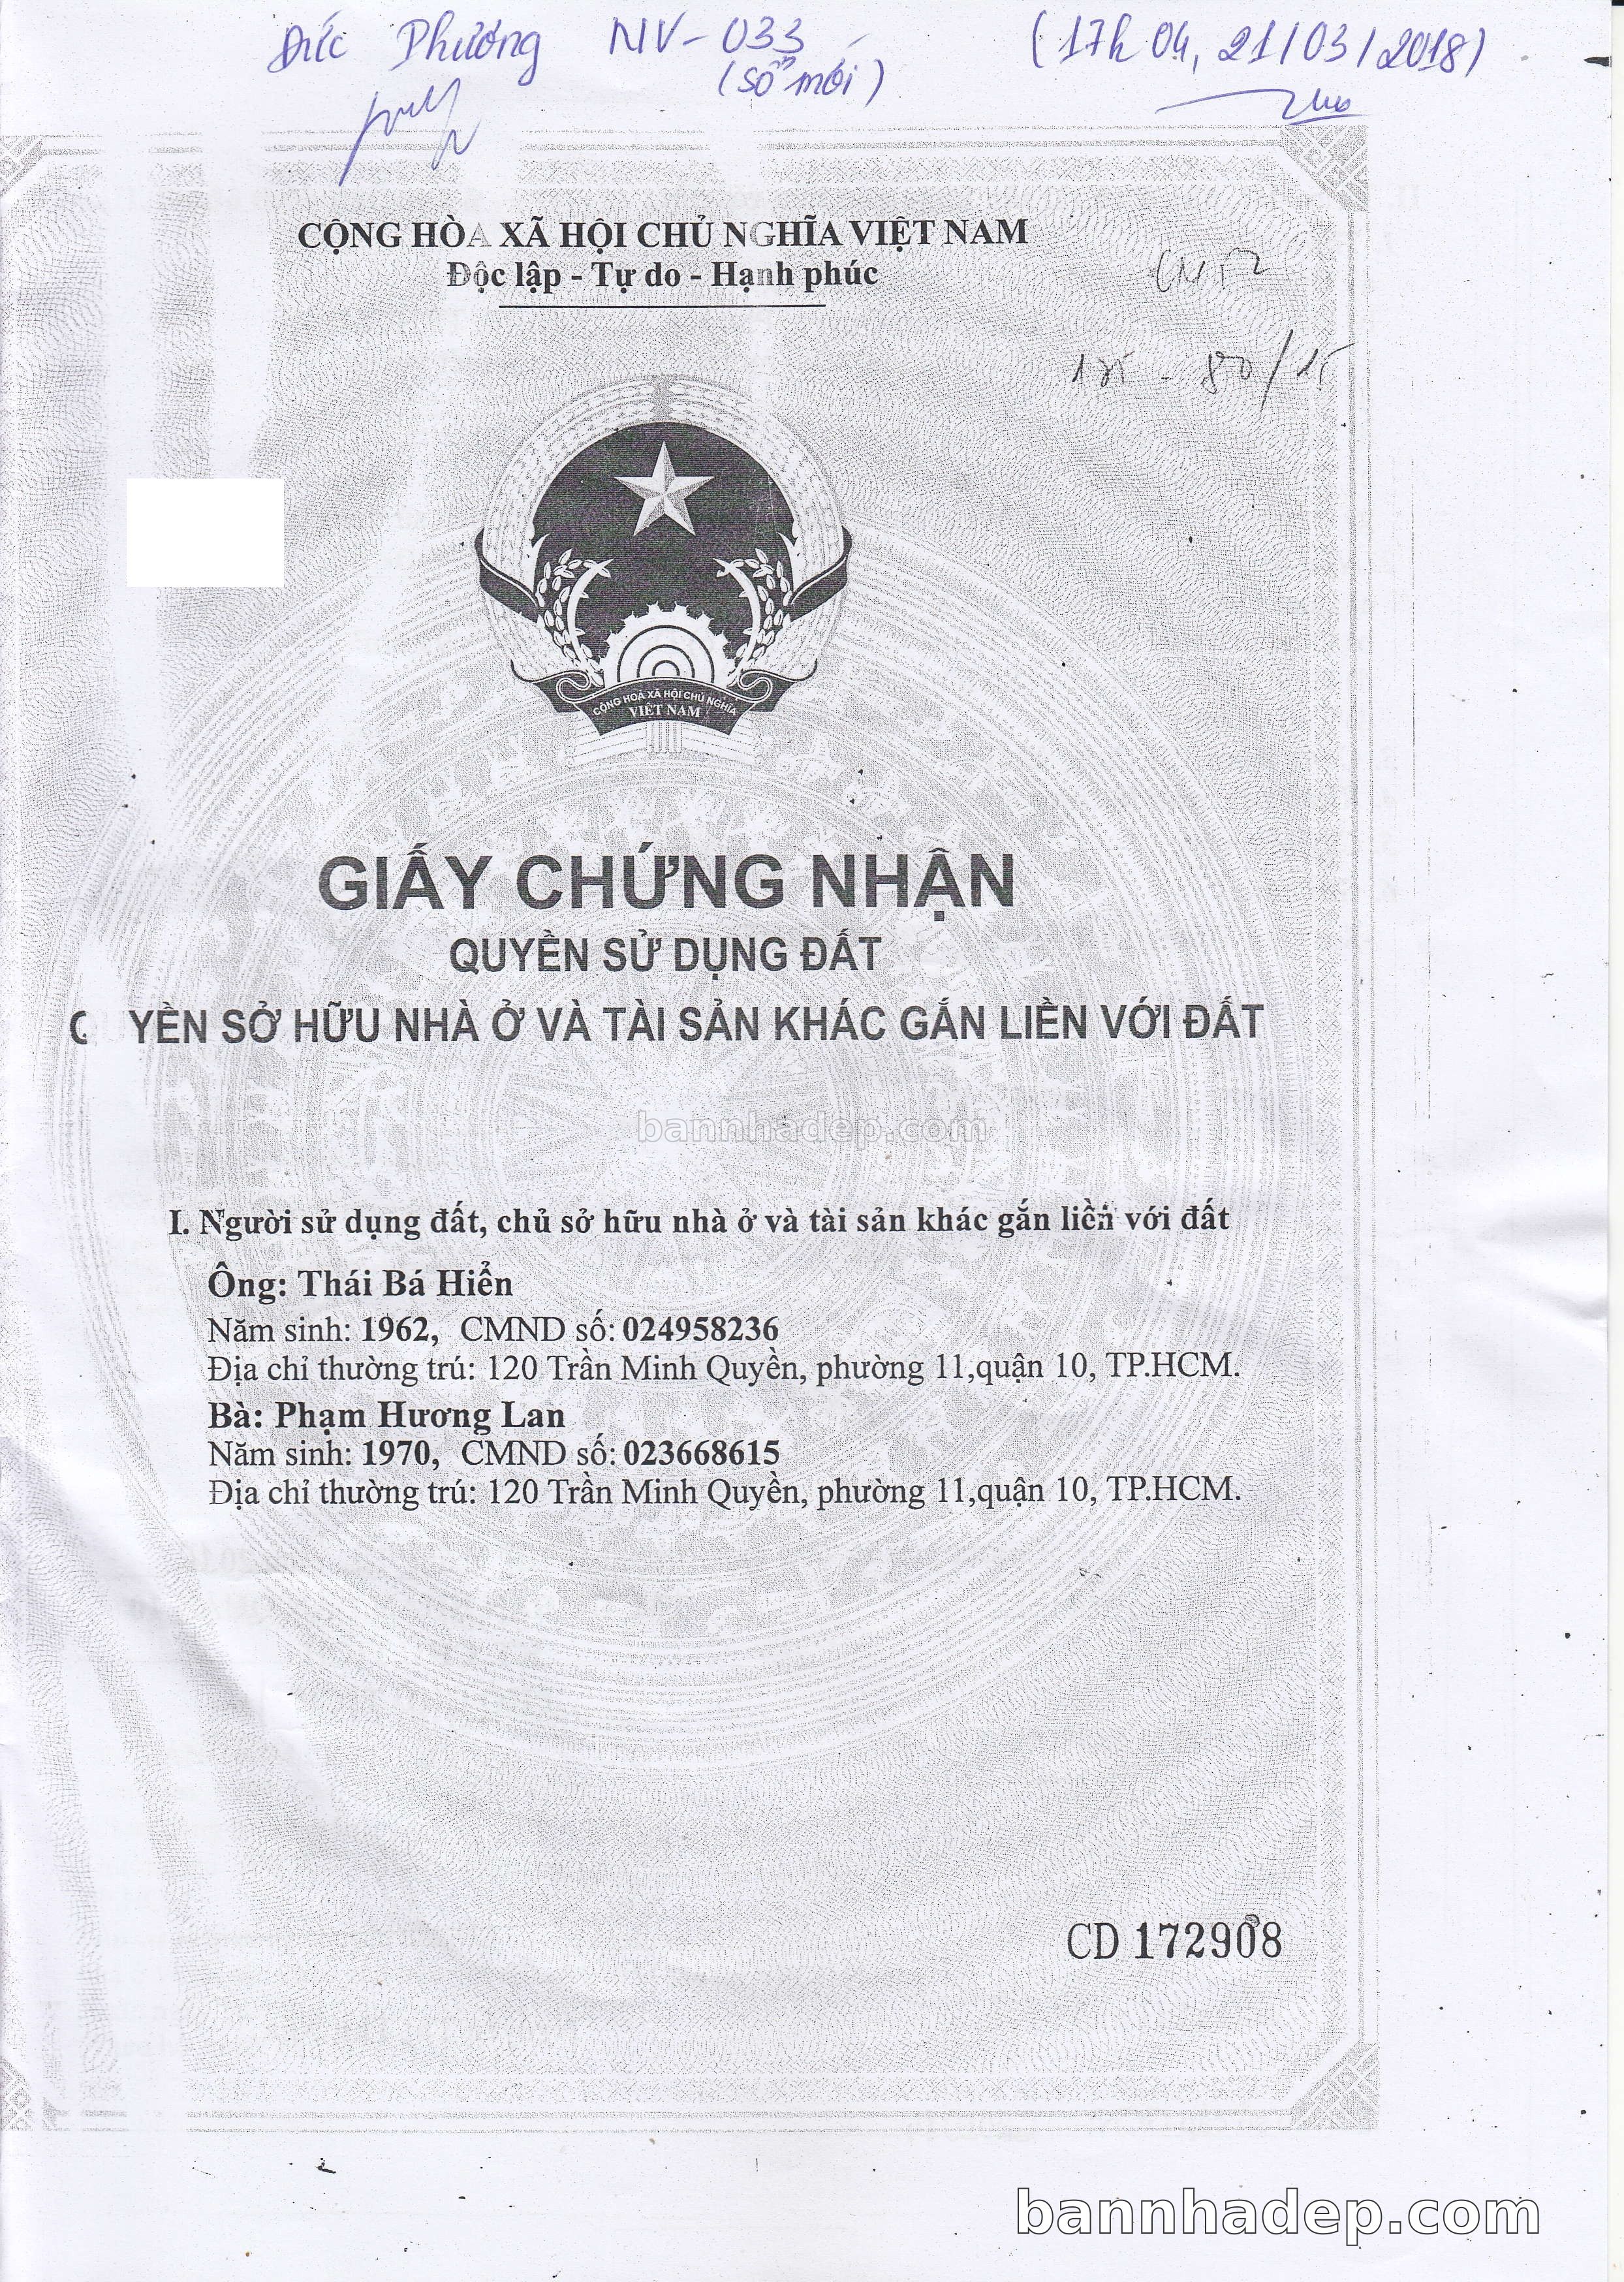 Đức Phương NV-033 (17h04, 21/03/2018)
(số mới)
CỘNG HÒA XÃ HỘI CHỦ NGHĨA VIỆT NAM
Độc lập - Tự do - Hạnh phúc
CỘNG HOÀ XÃ HỘI CHỦ NGHĨA
VIỆT NAM
GIẤY CHỨNG NHẬN
QUYỀN SỬ DỤNG ĐẤT
YỀN SỞ HỮU NHÀ Ở VÀ TÀI SẢN KHÁC GẮN LIỀN VỚI ĐẤT
bannhadep.com
I. Người sử dụng đất, chủ sở hữu nhà ở và tài sản khác gắn liền với đất
Ông: Thái Bá Hiển
Năm sinh: 1962, CMND số: 024958236
Địa chỉ thường trú: 120 Trần Minh Quyền, phường 11,quận 10, TP.HCM.
Bà: Phạm Hương Lan
Năm sinh: 1970, CMND số: 023668615
Địa chỉ thường trú: 120 Trần Minh Quyền, phường 11,quận 10, TP.HCM.
CD 172908
bannhadep.com